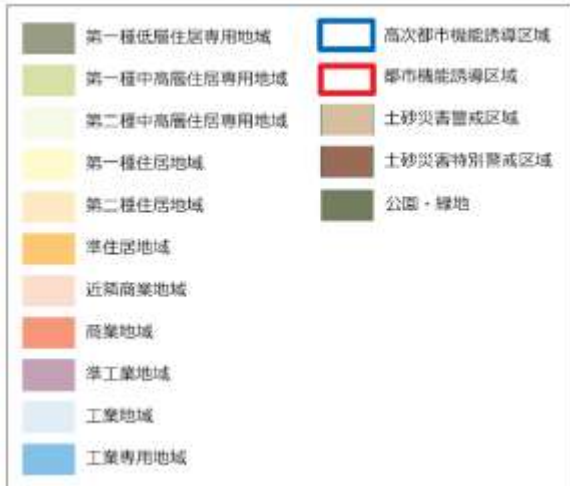 第一種低層住居専用地域
第一種中高層住居専用地域
第二種中高層住居専用地域
第一種住居地域
第二種住居地域
準住居地域
近隣商業地域
商業地域
準工業地域
工業地域
工業専用地域
高次都市機能誘導区域
都市機能誘導区域
土砂災害警戒区域
土砂災害特別警戒区域
公園・緑地